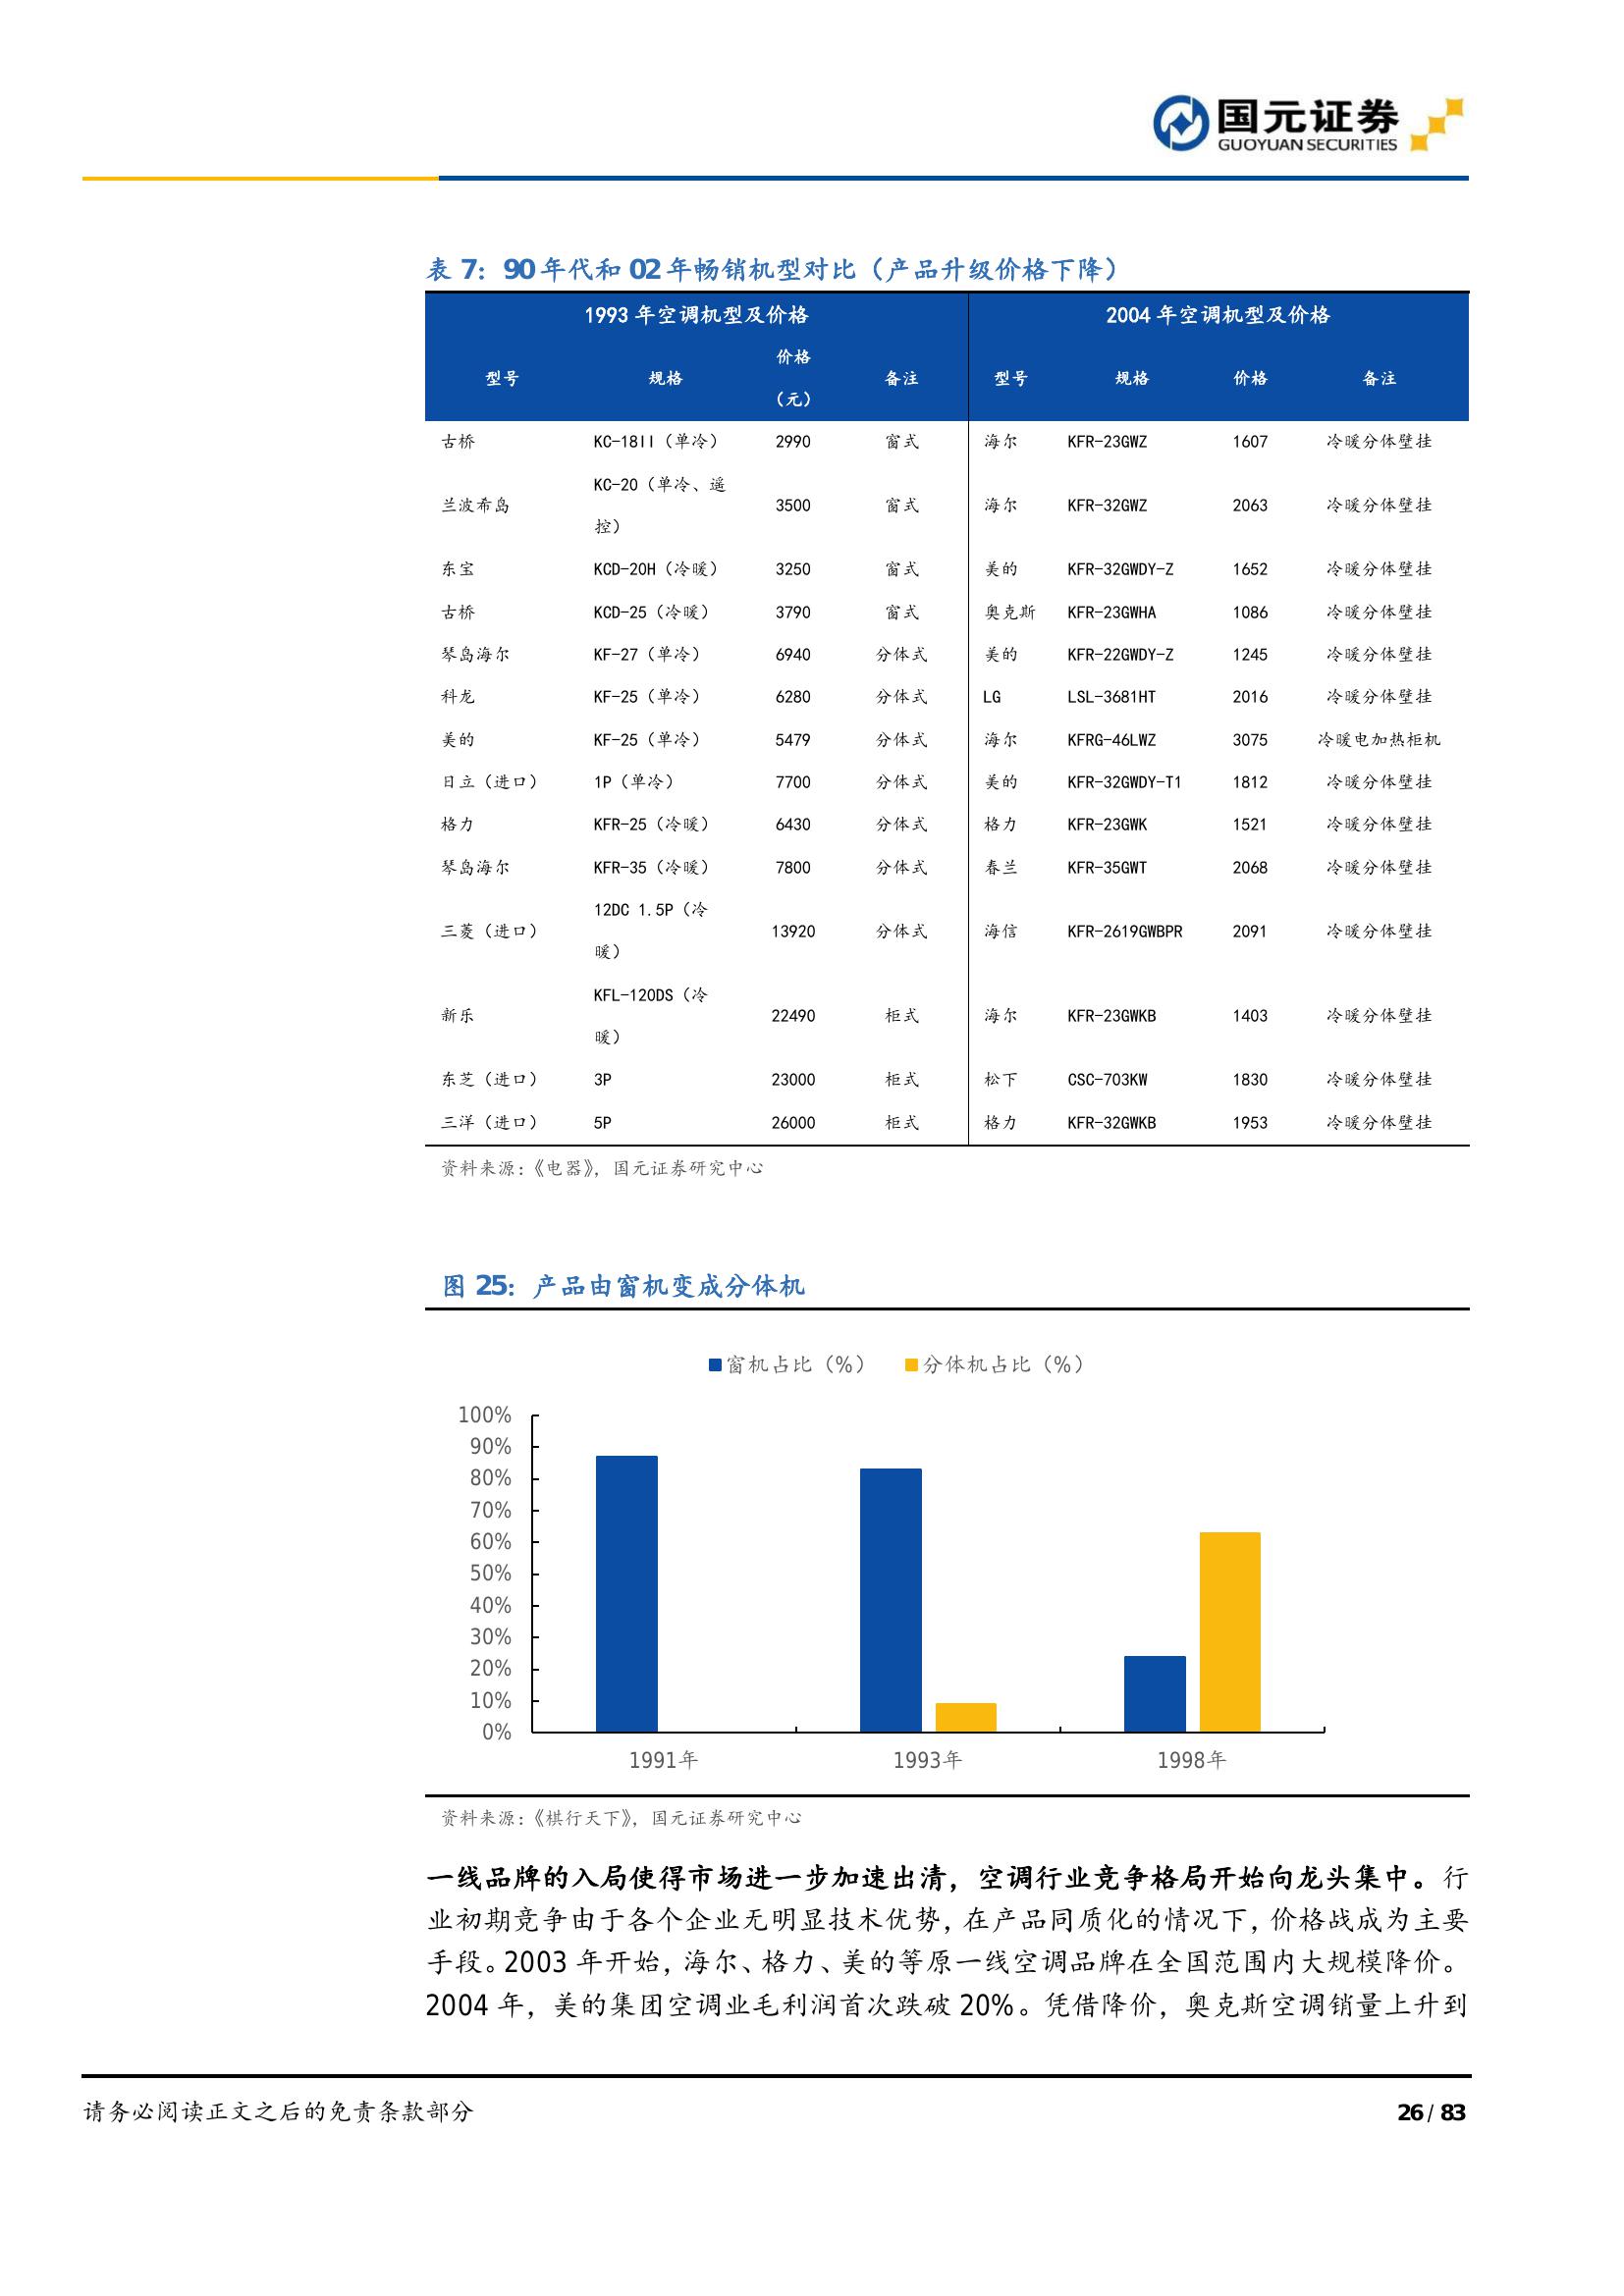 国元证券
GUOYUAN SECURITIES
表 7：90 年代和 02 年畅销机型对比（产品升级价格下降）
1993 年空调机型及价格 2004 年空调机型及价格
型号 规格 价格（元） 备注 型号 规格 价格 备注
古桥 KC-18II（单冷） 2990 窗式 海尔 KFR-23GWZ 1607 冷暖分体壁挂
兰波希岛 KC-20（单冷、遥控） 3500 窗式 海尔 KFR-32GWZ 2063 冷暖分体壁挂
东宝 KCD-20H（冷暖） 3250 窗式 美的 KFR-32GWDY-Z 1652 冷暖分体壁挂
古桥 KCD-25（冷暖） 3790 窗式 奥克斯 KFR-23GWHA 1086 冷暖分体壁挂
琴岛海尔 KF-27（单冷） 6940 分体式 美的 KFR-22GWDY-Z 1245 冷暖分体壁挂
科龙 KF-25（单冷） 6280 分体式 LG LSL-3681HT 2016 冷暖分体壁挂
美的 KF-25（单冷） 5479 分体式 海尔 KFRG-46LWZ 3075 冷暖电加热柜机
日立（进口） 1P（单冷） 7700 分体式 美的 KFR-32GWDY-T1 1812 冷暖分体壁挂
格力 KFR-25（冷暖） 6430 分体式 格力 KFR-23GWK 1521 冷暖分体壁挂
琴岛海尔 KFR-35（冷暖） 7800 分体式 春兰 KFR-35GWT 2068 冷暖分体壁挂
三菱（进口） 12DC 1.5P（冷暖） 13920 分体式 海信 KFR-2619GWBPR 2091 冷暖分体壁挂
新乐 KFL-120DS（冷暖） 22490 柜式 海尔 KFR-23GWKB 1403 冷暖分体壁挂
东芝（进口） 3P 23000 柜式 松下 CSC-703KW 1830 冷暖分体壁挂
三洋（进口） 5P 26000 柜式 格力 KFR-32GWKB 1953 冷暖分体壁挂
资料来源：《电器》，国元证券研究中心
图 25：产品由窗机变成分体机
窗机占比（%） 分体机占比（%）
100%
90%
80%
70%
60%
50%
40%
30%
20%
10%
0%
1991年 1993年 1998年
资料来源：《棋行天下》，国元证券研究中心
一线品牌的入局使得市场进一步加速出清，空调行业竞争格局开始向龙头集中。行
业初期竞争由于各个企业无明显技术优势，在产品同质化的情况下，价格战成为主要
手段。2003 年开始，海尔、格力、美的等原一线空调品牌在全国范围内大规模降价。
2004 年，美的集团空调业毛利润首次跌破 20%。凭借降价，奥克斯空调销量上升到
请务必阅读正文之后的免责条款部分 26 / 83